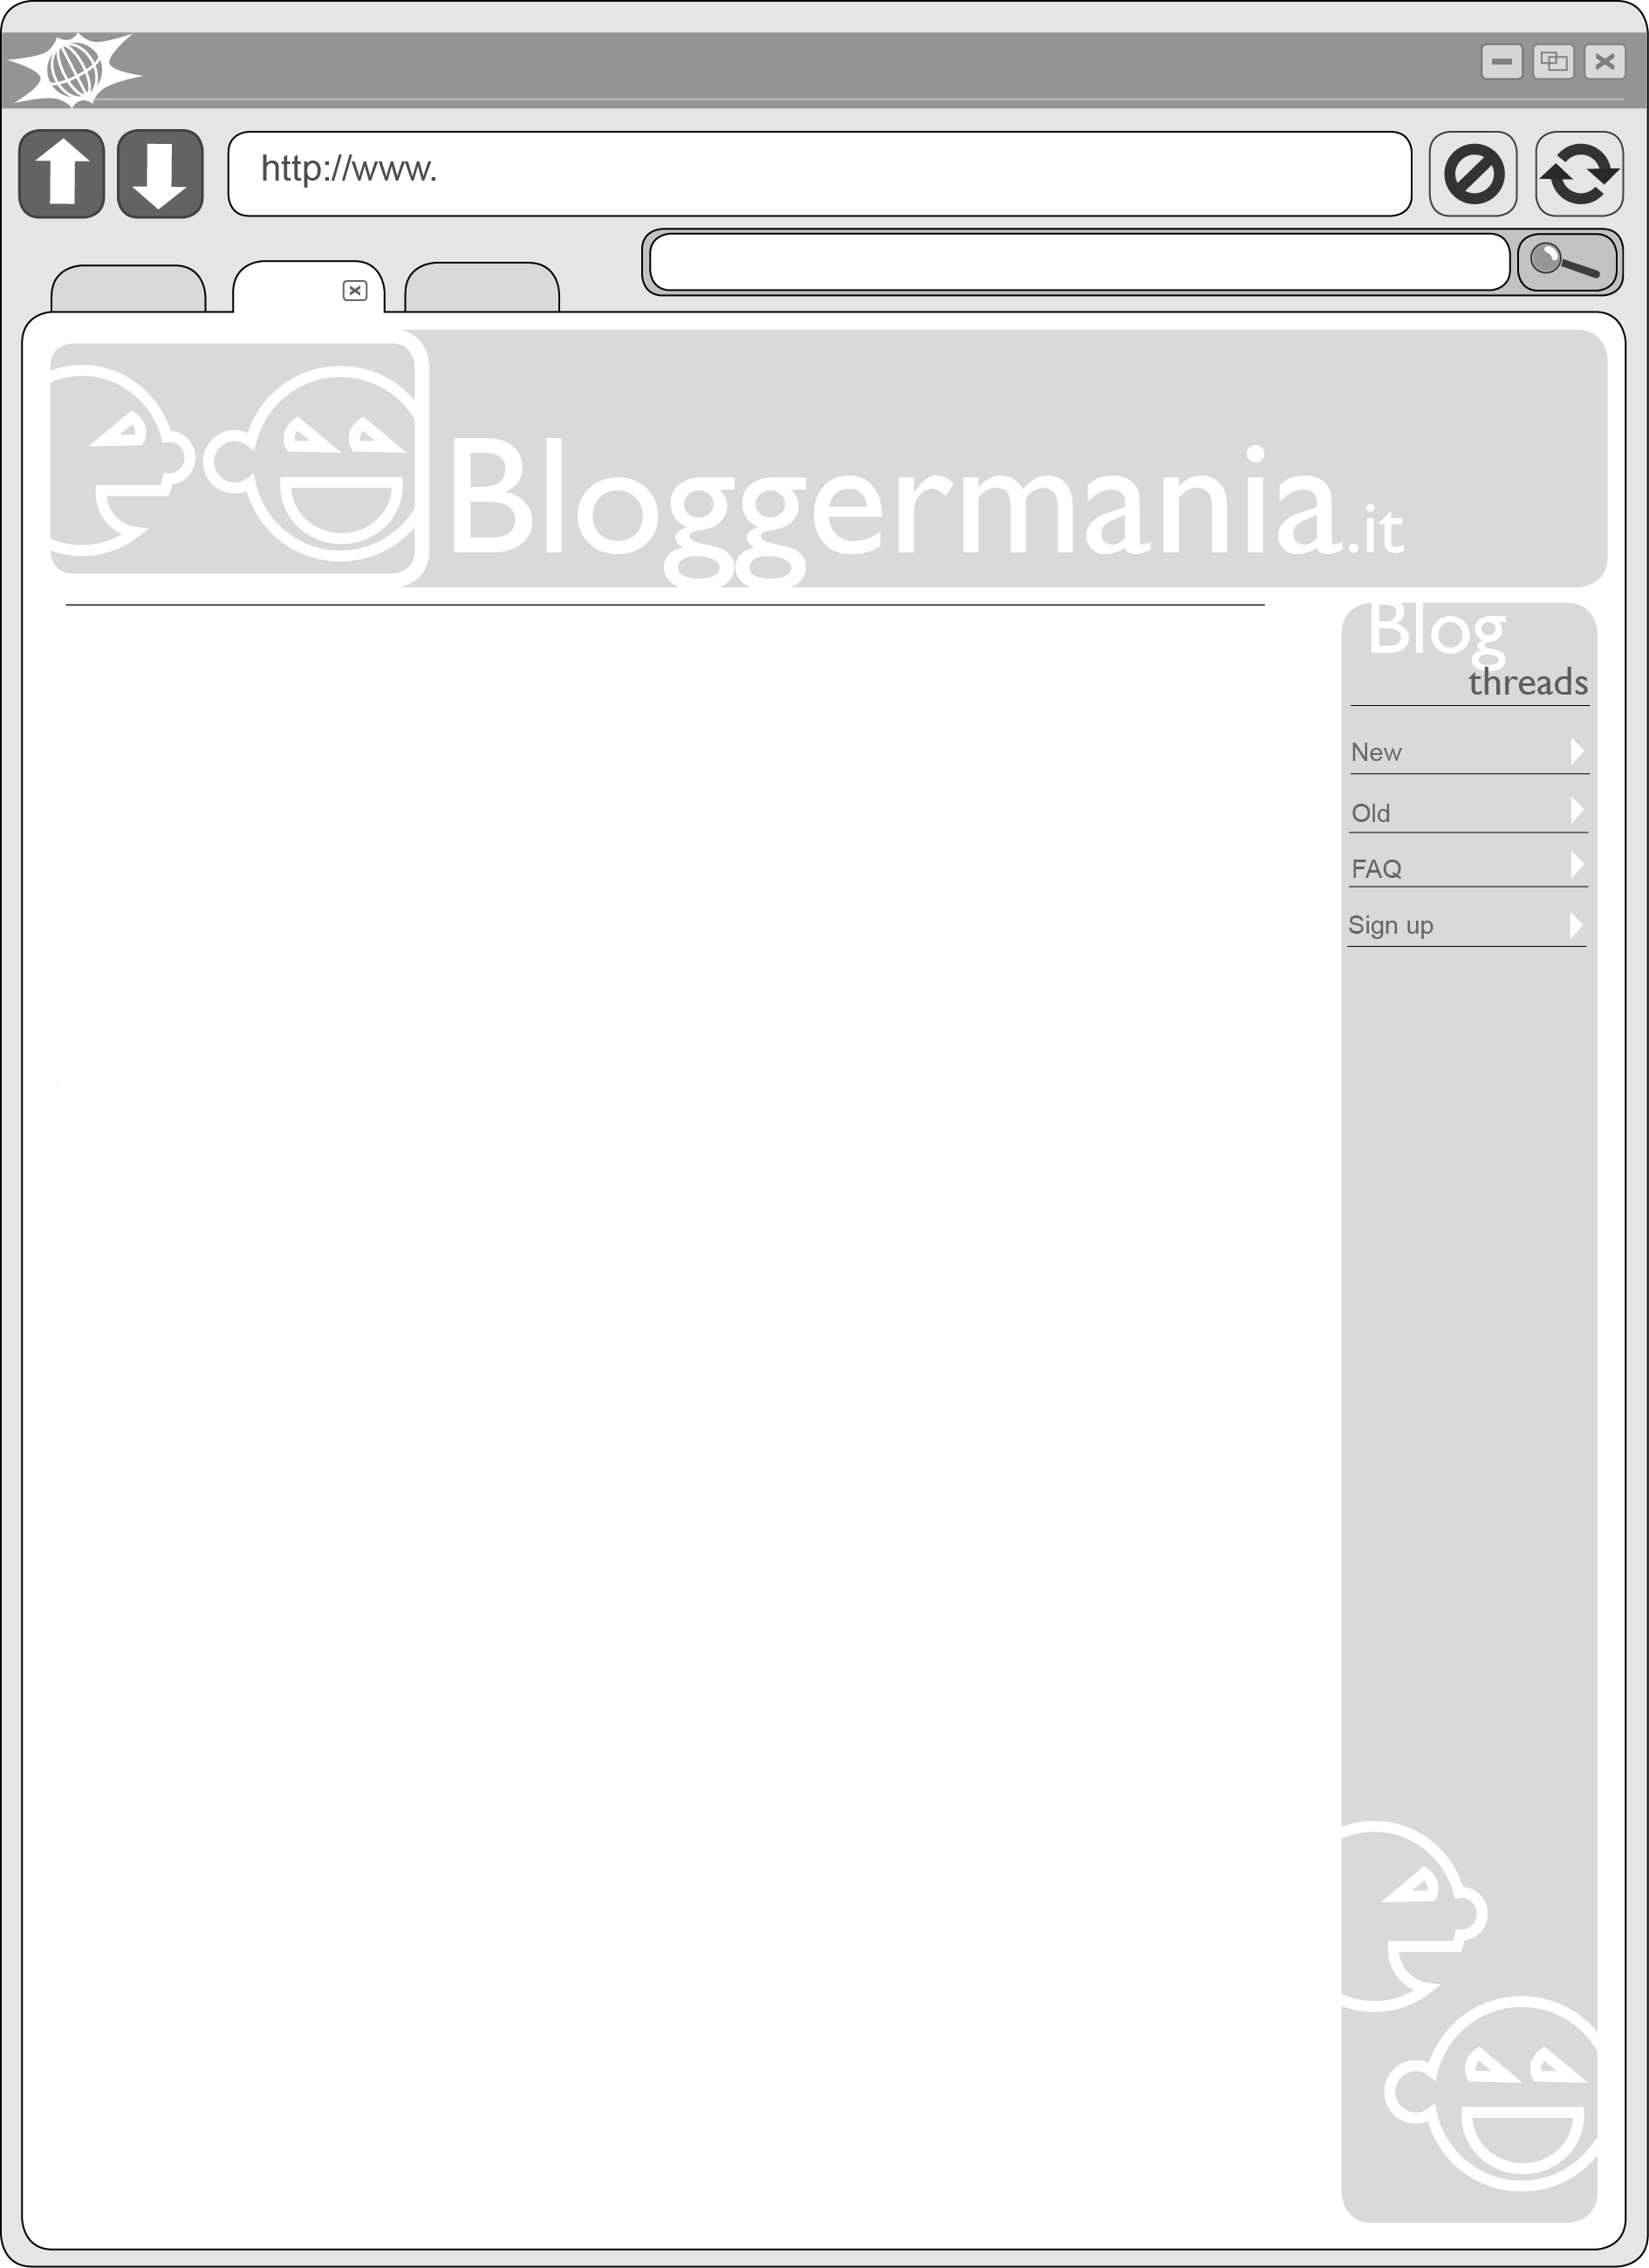 http://www.
Bloggermania.it
Blog
threads
New
Old
FAQ
Sign up